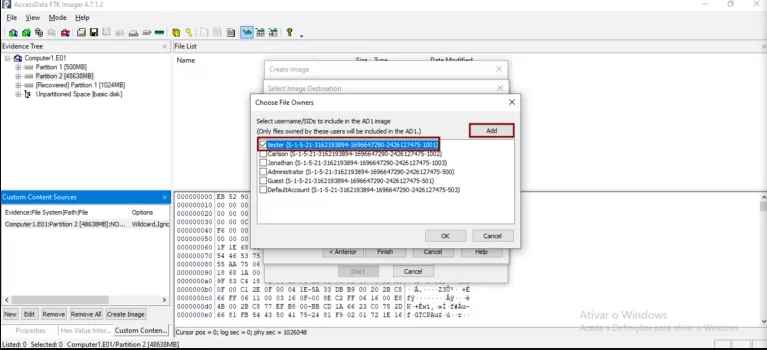 AccessData FTK Imager 4.7.1.2
File View Mode Help
Evidence Tree
File List
Computer1.E01
Partition 1 [500MB]
Partition 2 [48638MB]
[Recovered] Partition 1 [1024MB]
Unpartitioned Space [basic disk]
Name Size Type Date Modified
Create Image
Select Image Destination
Choose File Owners
Select username/SIDs to include in the AD1 image
(Only files owned by these users will be included in the AD1.)
Add
tester (S-1-5-21-3162193894-1696647290-2426127475-1001)
Carlson (S-1-5-21-3162193894-1696647290-2426127475-1002)
Jonathan (S-1-5-21-3162193894-1696647290-2426127475-1003)
Administrator (S-1-5-21-3162193894-1696647290-2426127475-500)
Guest (S-1-5-21-3162193894-1696647290-2426127475-501)
DefaultAccount (S-1-5-21-3162193894-1696647290-2426127475-503)
OK Cancel
< Anterior Finish Cancel Help
Start Cancel
Custom Content Sources
Evidence:File System|Path|File Options
Computer1.E01:Partition 2 [48638MB]:NO... Wildcard,Igno
New Edit Remove Remove All Create Image
Properties Hex Value Inter... Custom Conten...
000000000 EB 52 90
000000010 00 00 00
000000020 00 00 00
000000030 00 00 0C
000000040 F6 00 00
000000060 1F 1E 68
000000070 54 46 53 75
000000080 55 AA 75 06
000000090 18 68 1A 00
0000000a0 9F 83 C4 18
0000000b0 0F 00 C1 2E 0F 00 04 1E-5A 33 DB B9 00 20 2B C8
0000000c0 66 FF 06 11 00 03 16 0F-00 8E C2 FF 06 16 00 E8
0000000d0 4B 00 2B C8 77 EF B8 00-BB CD 1A 66 23 C0 75 2D
0000000e0 66 81 FB 54 43 50 41 75-24 81 F9 02 01 72 1E 16
Cursor pos = 0; log sec = 0; phy sec = 1026048
Ativar o Windows
Aceda a Definições para ativar o Windows.
Listed: 0 Selected: 0 Computer1.E01/Partition 2 [48638MB]